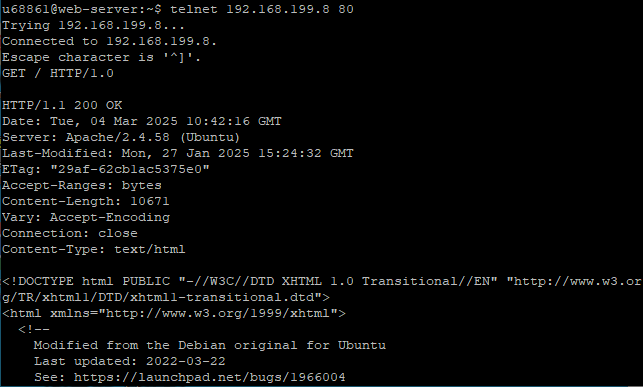 u68861@web-server:~$ telnet 192.168.199.8 80
Trying 192.168.199.8...
Connected to 192.168.199.8.
Escape character is '^]'.
GET / HTTP/1.0

HTTP/1.1 200 OK
Date: Tue, 04 Mar 2025 10:42:16 GMT
Server: Apache/2.4.58 (Ubuntu)
Last-Modified: Mon, 27 Jan 2025 15:24:32 GMT
ETag: "29af-62cb1ac5375e0"
Accept-Ranges: bytes
Content-Length: 10671
Vary: Accept-Encoding
Connection: close
Content-Type: text/html

<!DOCTYPE html PUBLIC "-//W3C//DTD XHTML 1.0 Transitional//EN" "http://www.w3.or
g/TR/xhtml1/DTD/xhtml1-transitional.dtd">
<html xmlns="http://www.w3.org/1999/xhtml">
  <!--
    Modified from the Debian original for Ubuntu
    Last updated: 2022-03-22
    See: https://launchpad.net/bugs/1966004